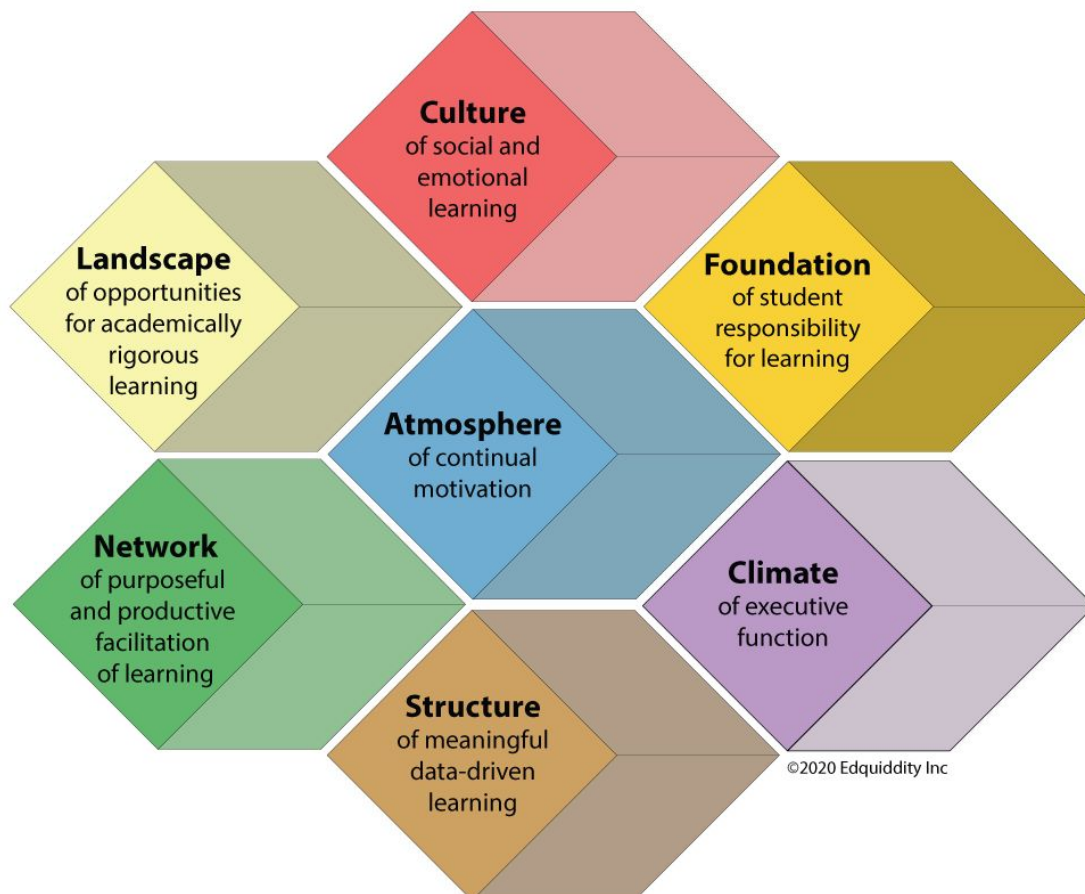 Culture
of social and
emotional
learning
Landscape
of opportunities
for academically
rigorous
learning
Foundation
of student
responsibility
for learning
Atmosphere
of continual
motivation
Network
of purposeful
and productive
facilitation
of learning
Climate
of executive
function
Structure
of meaningful
data-driven
learning
©2020 Edquiddity Inc